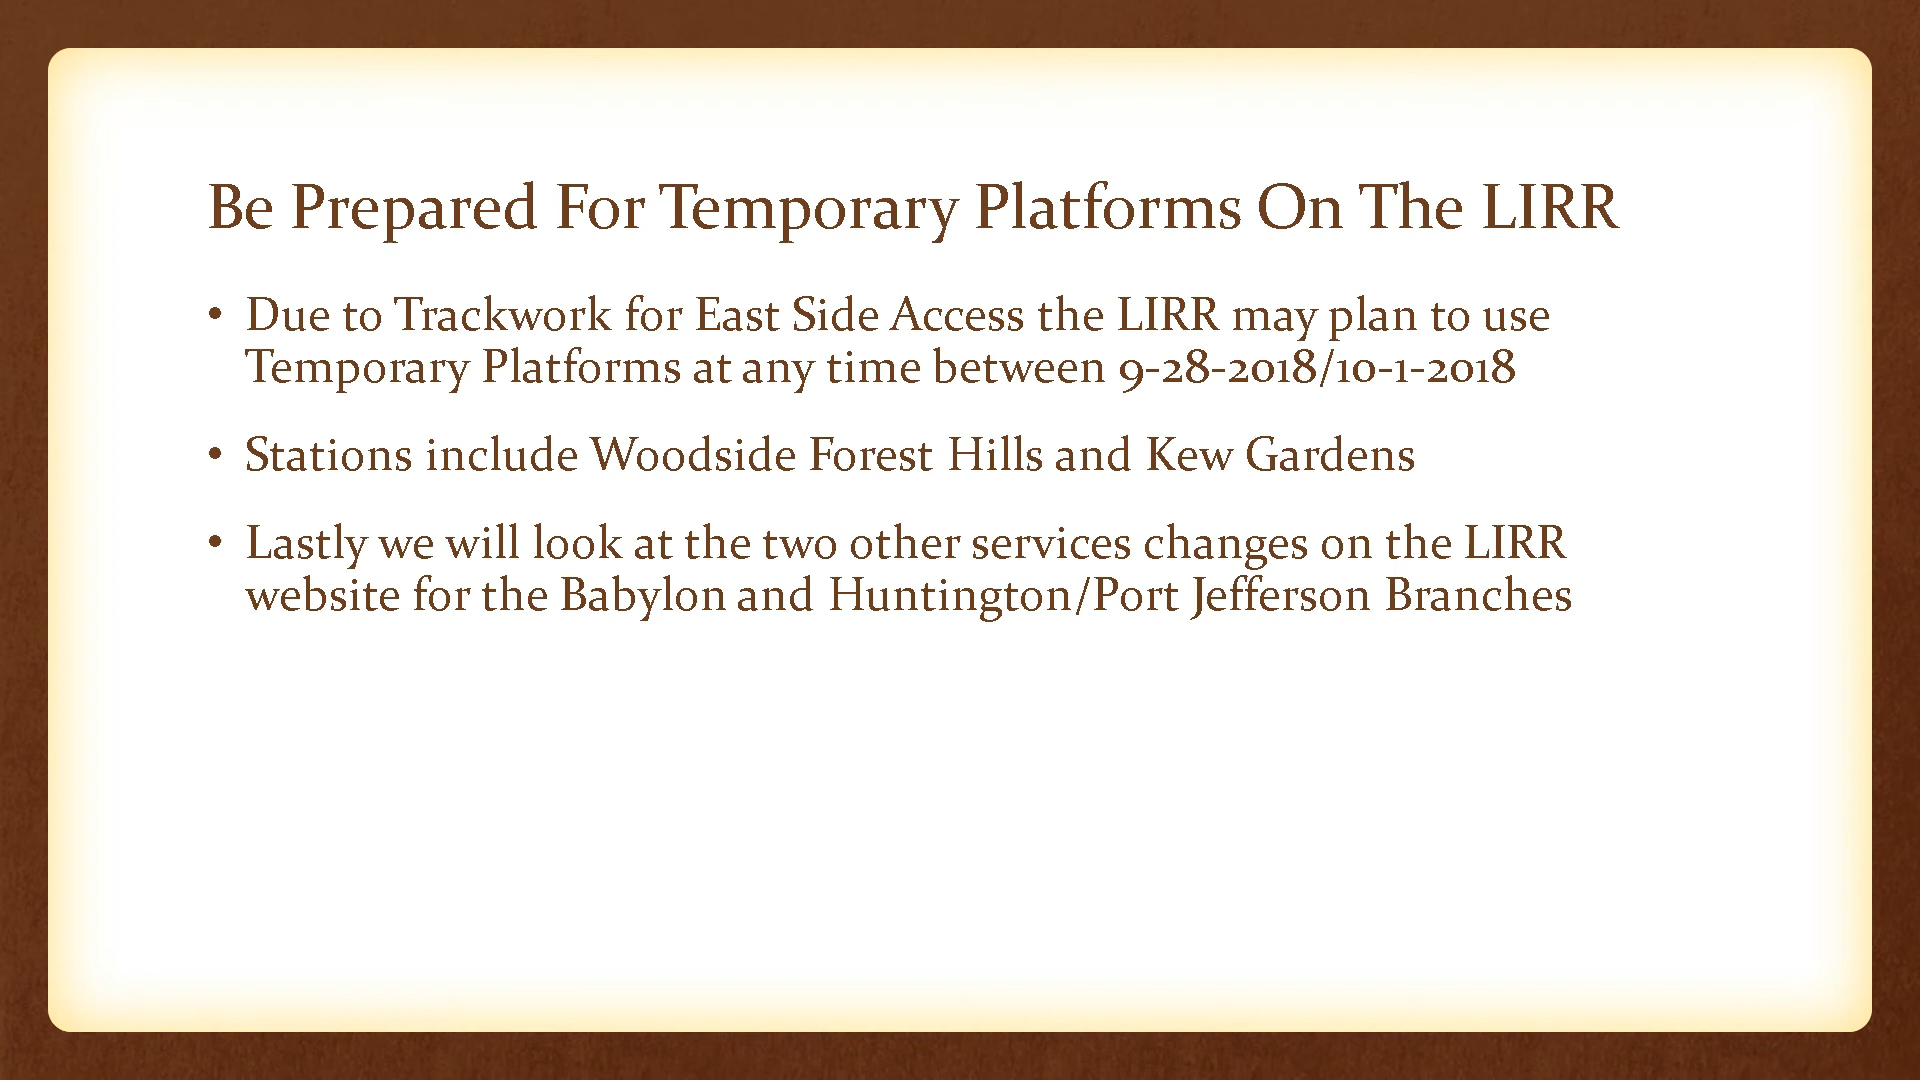 Be Prepared For Temporary Platforms On The LIRR
• Due to Trackwork for East Side Access the LIRR may plan to use
Temporary Platforms at any time between 9-28-2018/10-1-2018
• Stations include Woodside Forest Hills and Kew Gardens
• Lastly we will look at the two other services changes on the LIRR
website for the Babylon and Huntington/Port Jefferson Branches